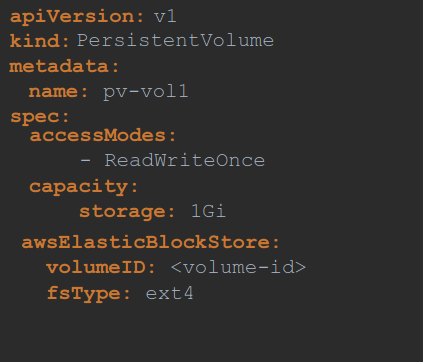 apiVersion: v1
kind: PersistentVolume
metadata:
name: pv-vol1
spec:
accessModes:
- ReadWriteOnce
capacity:
storage: 1Gi
awsElasticBlockStore:
volumeID: <volume-id>
fsType: ext4